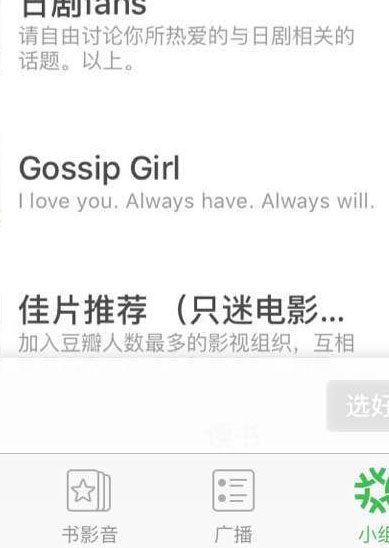 日剧fans
请自由讨论你所热爱的与日剧相关的
话题。以上。
Gossip Girl
I love you. Always have. Always will.
佳片推荐 （只迷电影...
加入豆瓣人数最多的影视组织，互相
选好
书影音
广播
小组